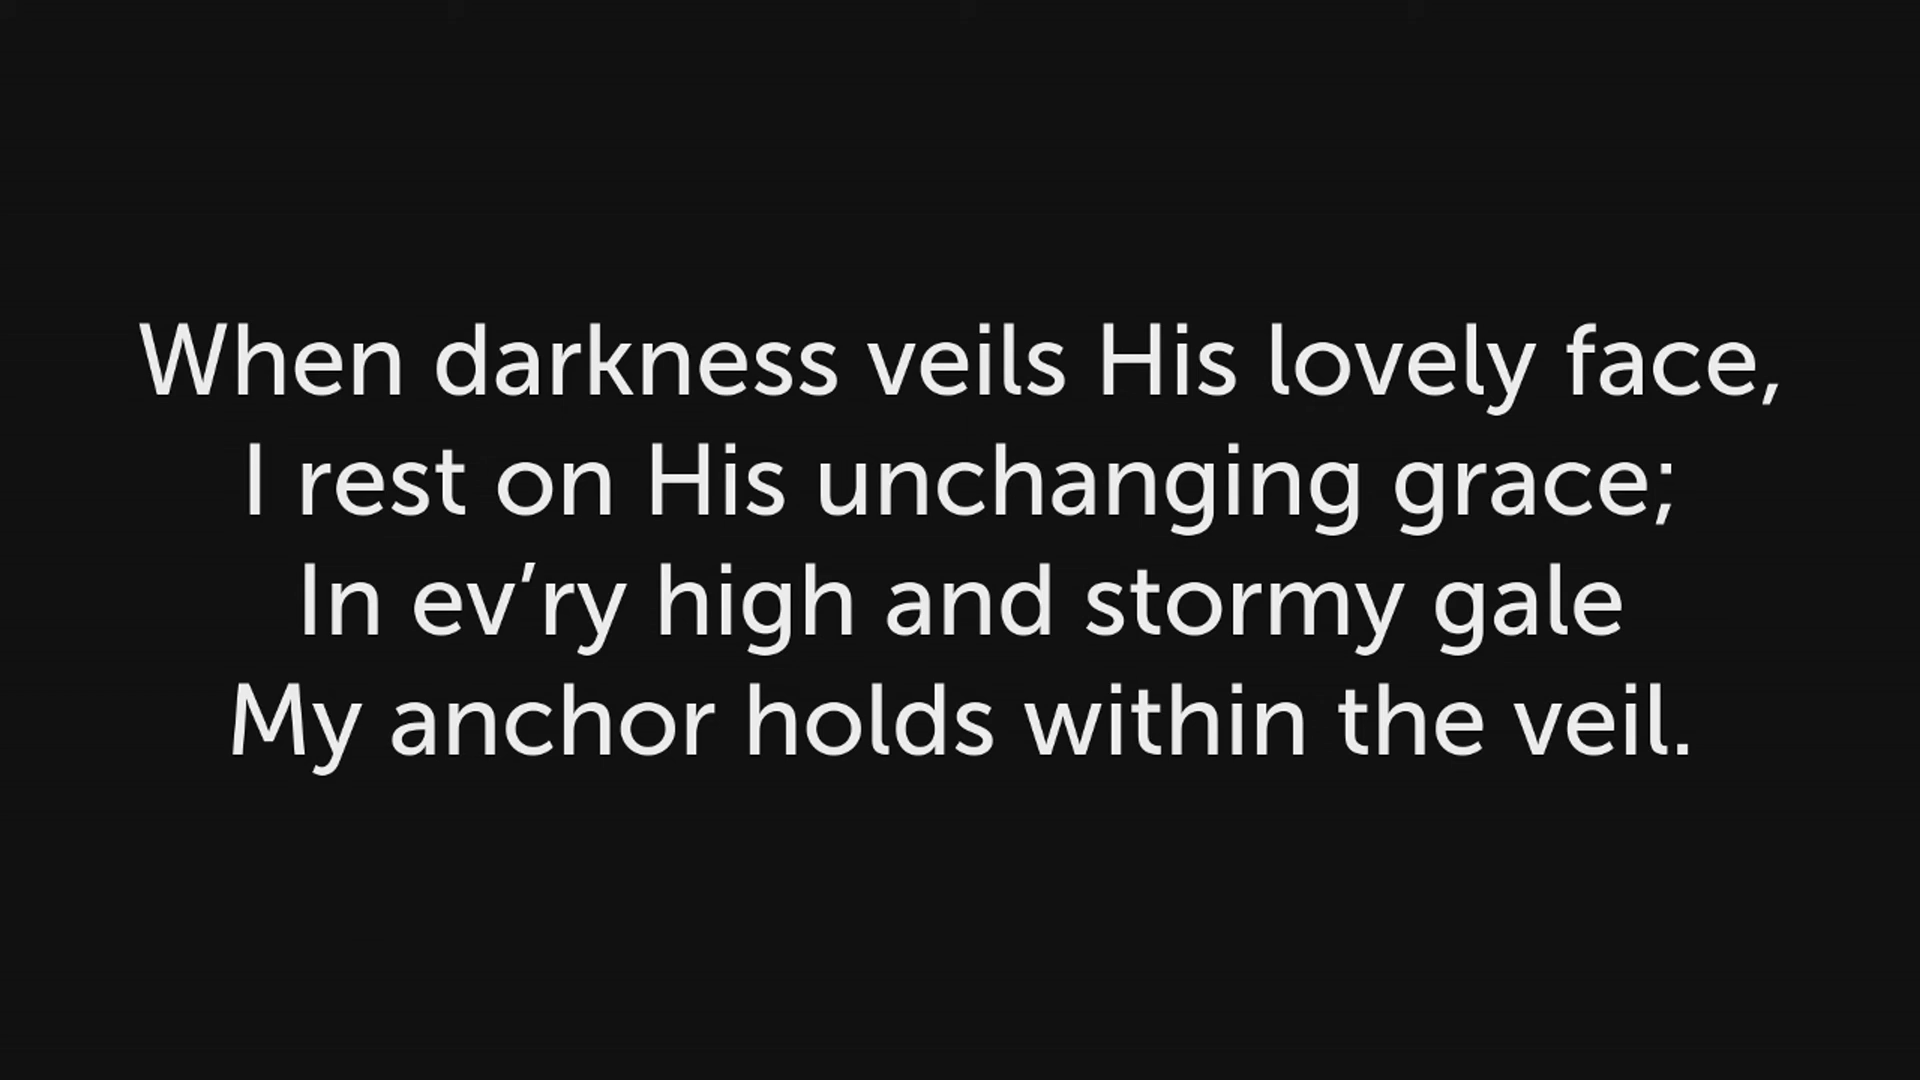 When darkness veils His lovely face,
I rest on His unchanging grace;
In ev’ry high and stormy gale
My anchor holds within the veil.